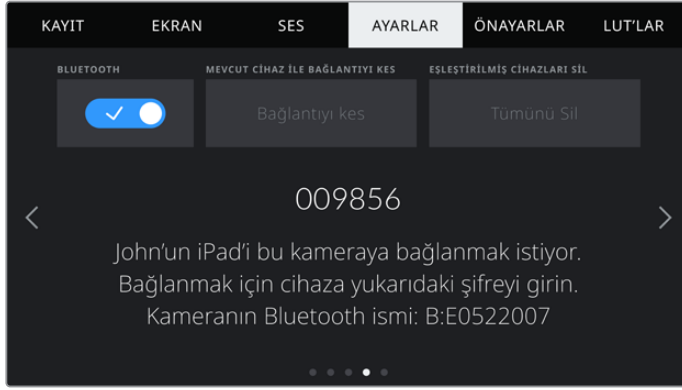 KAYIT EKRAN SES AYARLAR ÖNAYARLAR LUT'LAR
BLUETOOTH MEVCUT CİHAZ İLE BAĞLANTIYI KES EŞLEŞTİRİLMİŞ CİHAZLARI SİL
Bağlantıyı kes Tümünü Sil
009856
John'un iPad'i bu kameraya bağlanmak istiyor.
Bağlanmak için cihaza yukarıdaki şifreyi girin.
Kameranın Bluetooth ismi: B:E0522007